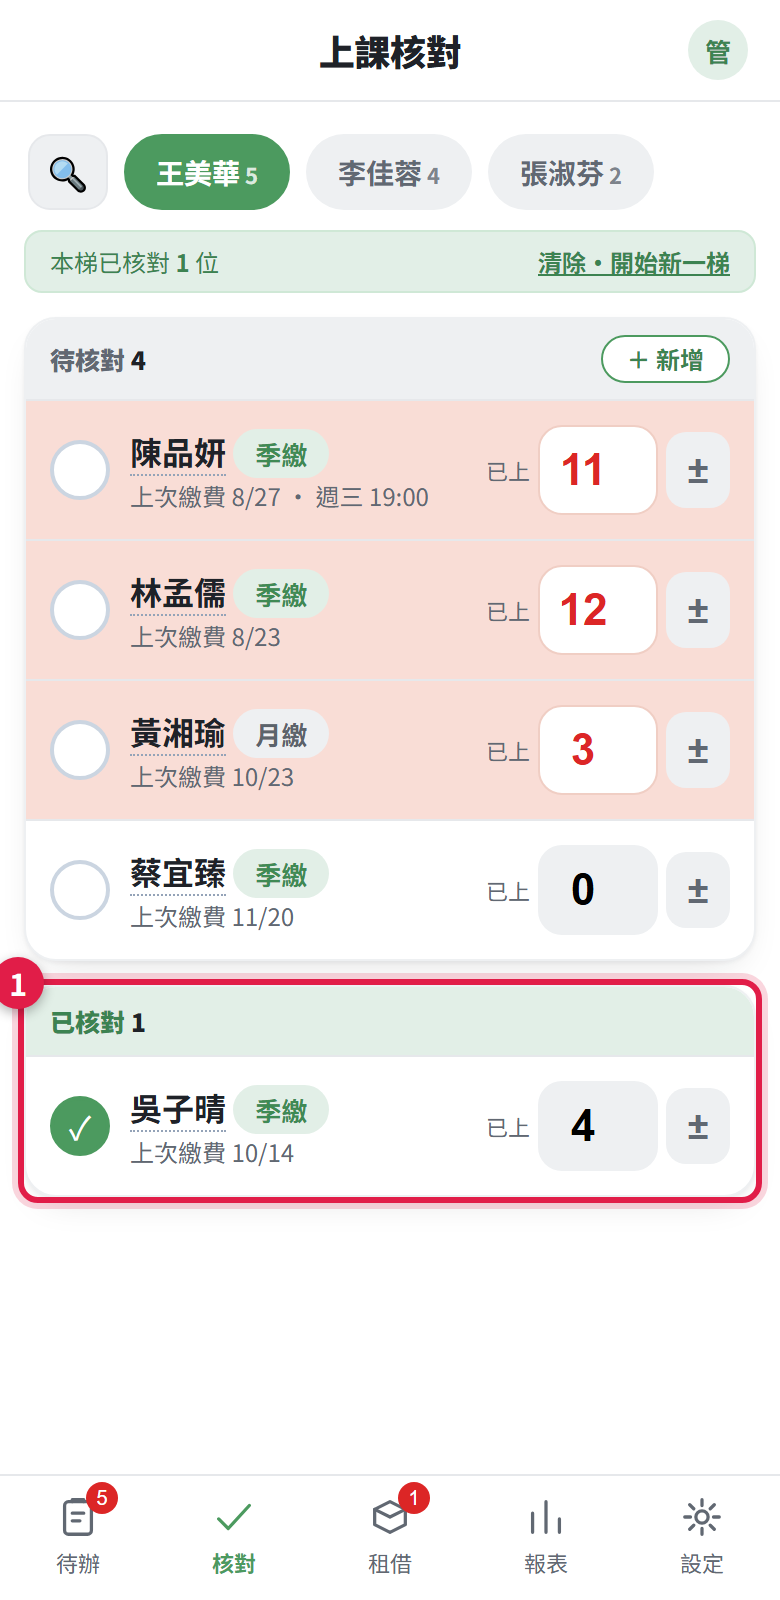 上課核對
管
王美華 5
李佳蓉 4
張淑芬 2
本梯已核對 1 位
清除・開始新一梯
待核對 4
＋ 新增
陳品妍 季繳
上次繳費 8/27 ・ 週三 19:00
已上 11 ±
林孟儒 季繳
上次繳費 8/23
已上 12 ±
黃湘瑜 月繳
上次繳費 10/23
已上 3 ±
蔡宜臻 季繳
上次繳費 11/20
已上 0 ±
1
已核對 1
✓
吳子晴 季繳
上次繳費 10/14
已上 4 ±
5
1
待辦
核對
租借
報表
設定